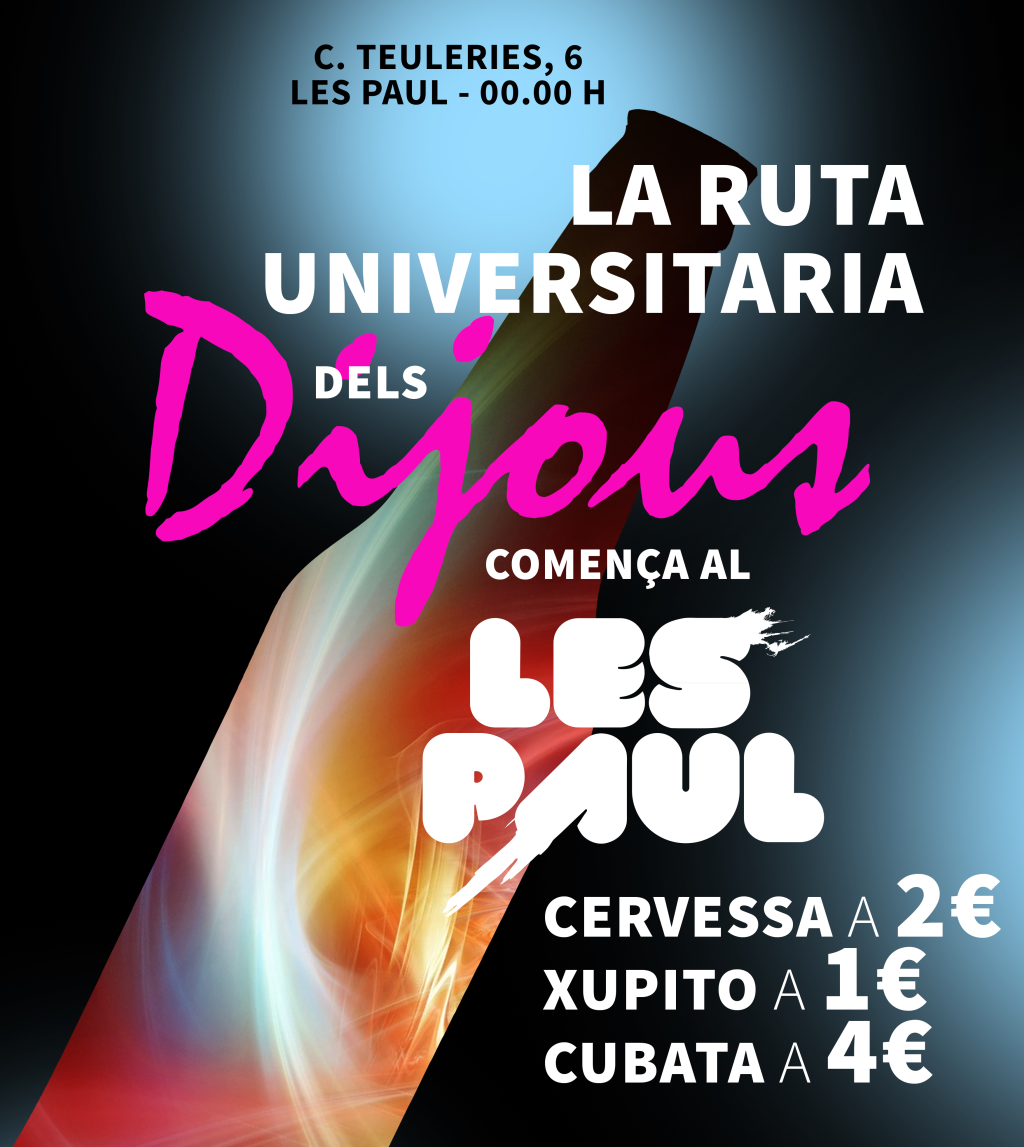 C. TEULERIES, 6
LES PAUL - 00.00 H
LA RUTA
UNIVERSITARIA
DELS
Dijous
COMENÇA AL
LES
PAUL
CERVESSA A 2€
XUPITO A 1€
CUBATA A 4€